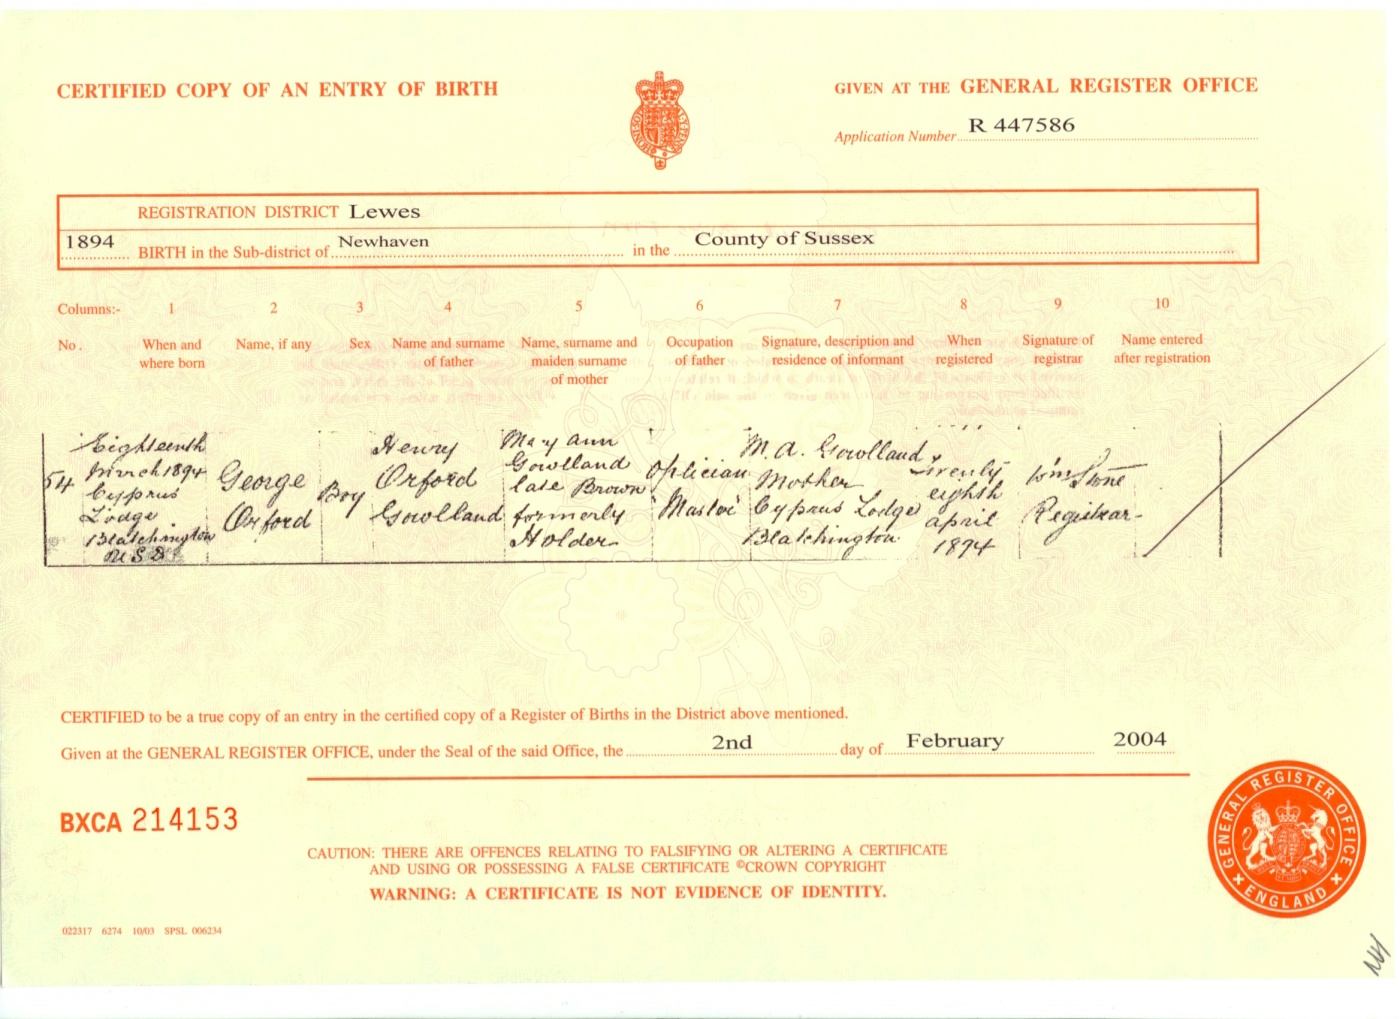 CERTIFIED COPY OF AN ENTRY OF BIRTH
GIVEN AT THE GENERAL REGISTER OFFICE
Application Number R 447586
REGISTRATION DISTRICT Lewes
1894 BIRTH in the Sub-district of Newhaven in the County of Sussex
Columns:- 1 2 3 4 5 6 7 8 9 10
No. When and where born
Name, if any
Sex
Name and surname of father
Name, surname and maiden surname of mother
Occupation of father
Signature, description and residence of informant
When registered
Signature of registrar
Name entered after registration
54
Eighteenth
March 1894
Cyprus
Lodge
Blatchington
U S D
George
Orford
Boy
Henry
Orford
Gowlland
Mary Ann
Gowlland
late Brown
formerly
Holder
Optician
Master
M. A. Gowlland
Mother
Cyprus Lodge
Blatchington
Twenty
eighth
april
1894
Wm Stone
Registrar
CERTIFIED to be a true copy of an entry in the certified copy of a Register of Births in the District above mentioned.
Given at the GENERAL REGISTER OFFICE, under the Seal of the said Office, the 2nd day of February 2004
BXCA 214153
CAUTION: THERE ARE OFFENCES RELATING TO FALSIFYING OR ALTERING A CERTIFICATE
AND USING OR POSSESSING A FALSE CERTIFICATE ©CROWN COPYRIGHT
WARNING: A CERTIFICATE IS NOT EVIDENCE OF IDENTITY.
022317 6274 10/03 SPSL 006234
GENERAL REGISTER OFFICE
ENGLAND